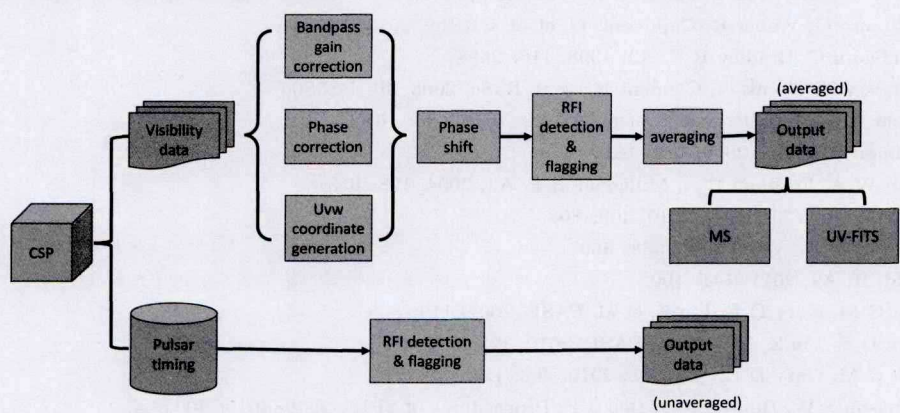 Bandpass
gain
correction
Visibility
data
Phase
correction
Uvw
coordinate
generation
Phase
shift
RFI
detection
&
flagging
averaging
(averaged)
Output
data
MS
UV-FITS
CSP
Pulsar
timing
RFI detection
& flagging
Output
data
(unaveraged)